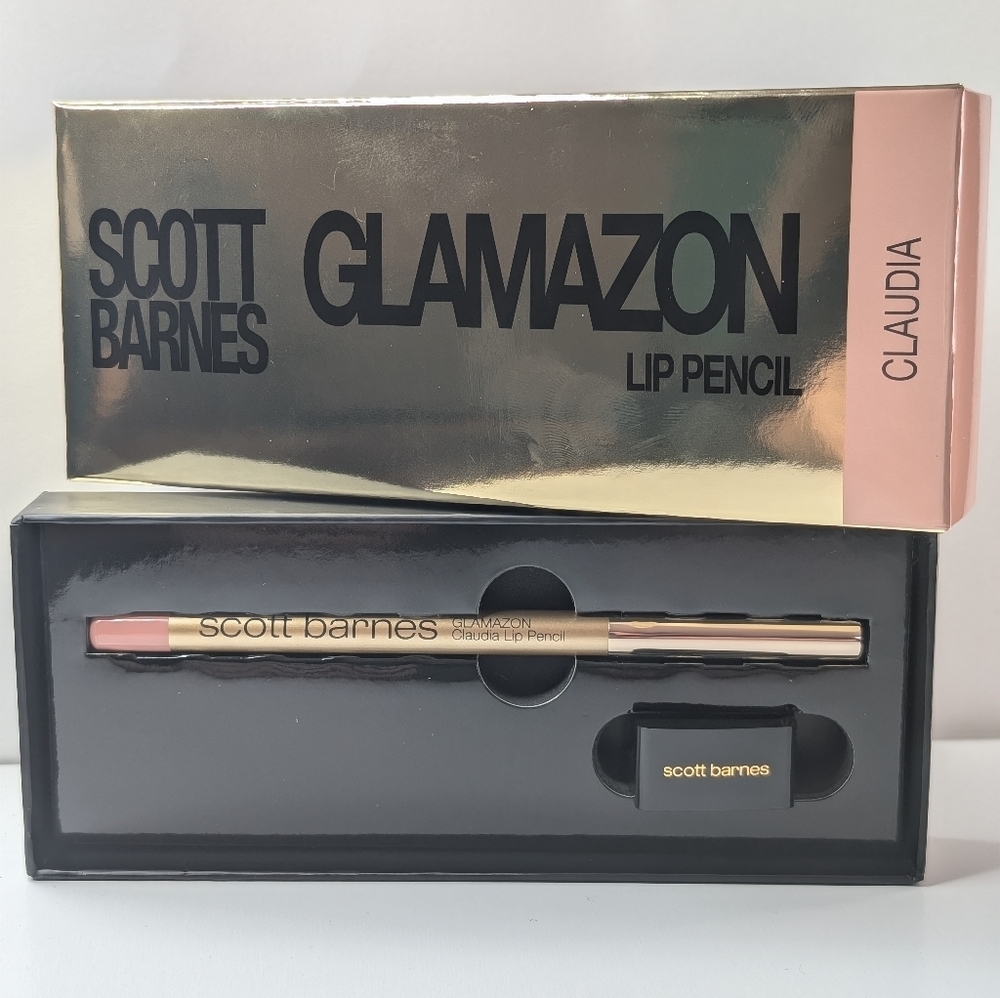 SCOTT
BARNES
GLAMAZON
LIP PENCIL
CLAUDIA
scott barnes
GLAMAZON
Claudia Lip Pencil
scott barnes